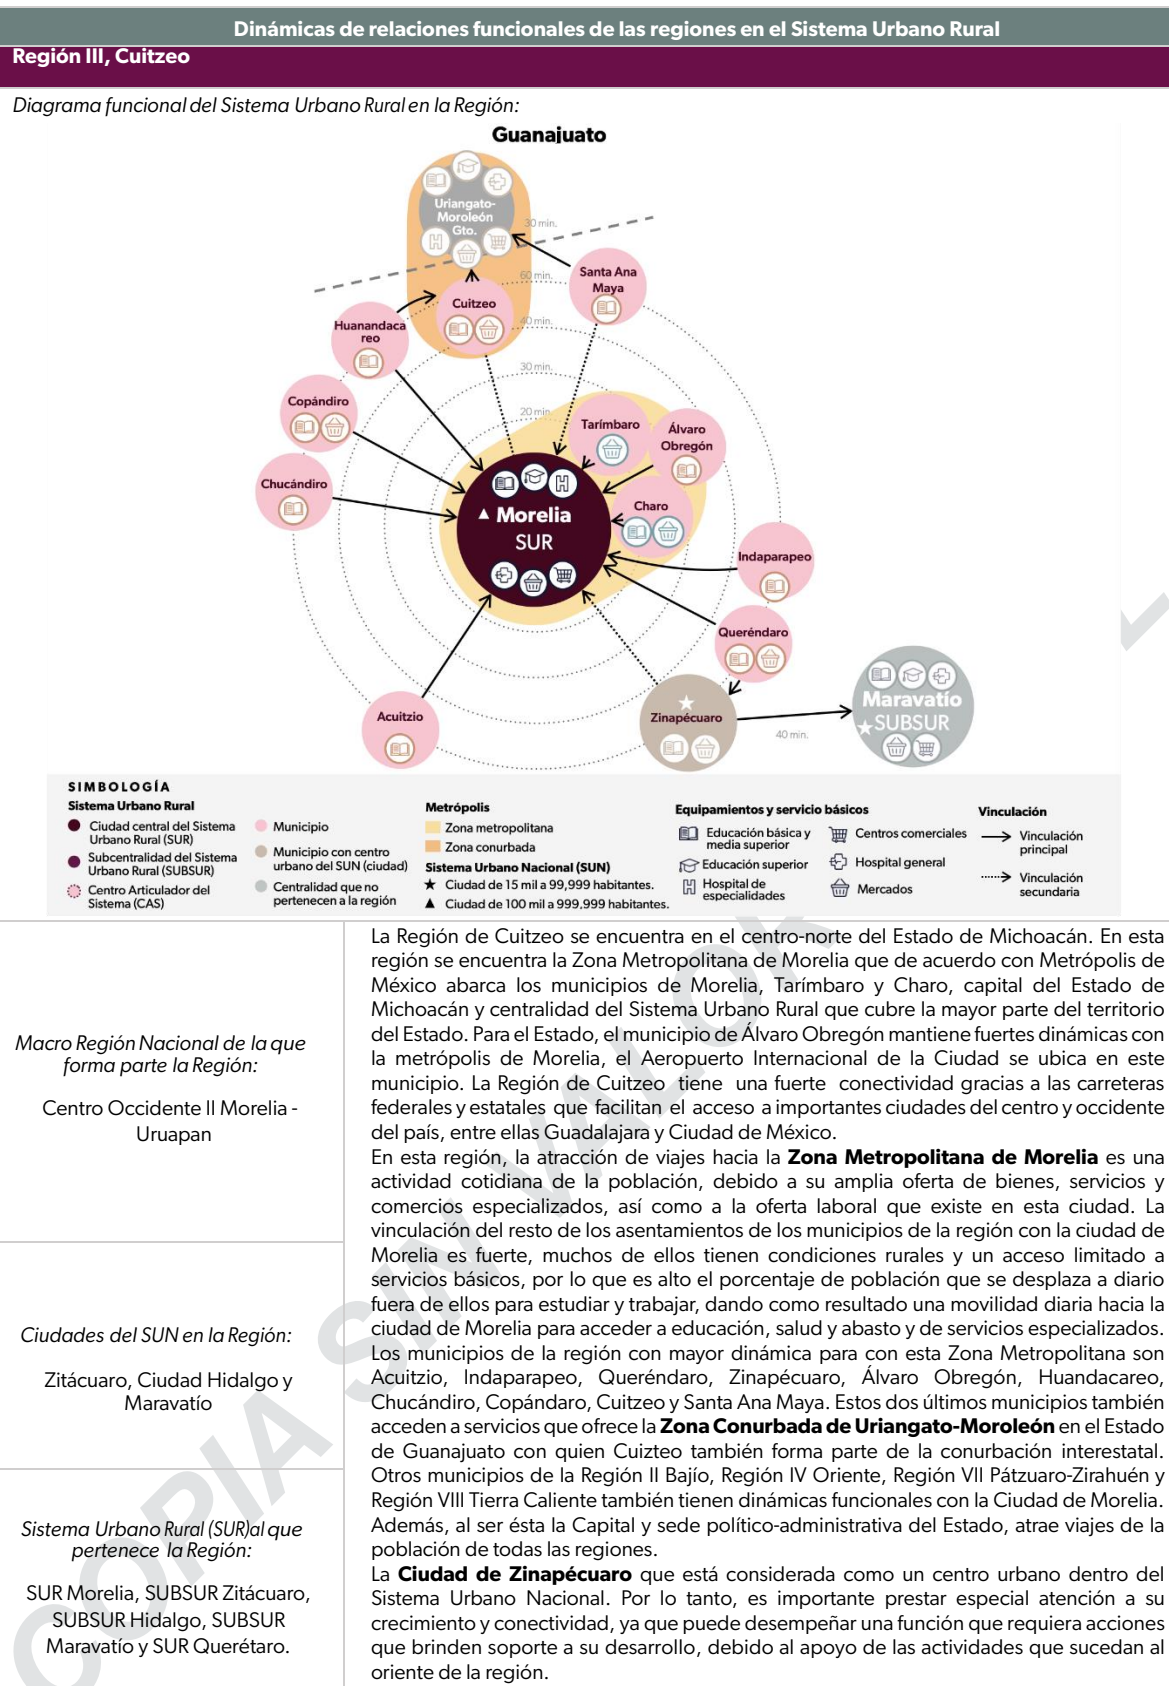 Dinámicas de relaciones funcionales de las regiones en el Sistema Urbano Rural
Región III, Cuitzeo
Diagrama funcional del Sistema Urbano Rural en la Región:
Guanajuato
Uriangato-
Moroleón
Gto.
30 min.
60 min.
40 min.
30 min.
20 min.
Santa Ana
Maya
Cuitzeo
Huanandaca
reo
Copándiro
Chucándiro
Tarímbaro
Álvaro
Obregón
Charo
Morelia
SUR
Indaparapeo
Queréndaro
Zinapécuaro
Maravatío
SUBSUR
40 min.
Acuitzio
SIMBOLOGÍA
Sistema Urbano Rural
Ciudad central del Sistema
Urbano Rural (SUR)
Subcentralidad del Sistema
Urbano Rural (SUBSUR)
Centro Articulador del
Sistema (CAS)
Municipio
Municipio con centro
urbano del SUN (ciudad)
Centralidad que no
pertenecen a la región
Metrópolis
Zona metropolitana
Zona conurbada
Sistema Urbano Nacional (SUN)
Ciudad de 15 mil a 99,999 habitantes.
Ciudad de 100 mil a 999,999 habitantes.
Equipamientos y servicio básicos
Educación básica y
media superior
Educación superior
Hospital de
especialidades
Centros comerciales
Hospital general
Mercados
Vinculación
Vinculación
principal
Vinculación
secundaria
Macro Región Nacional de la que
forma parte la Región:
Centro Occidente II Morelia -
Uruapan
Ciudades del SUN en la Región:
Zitácuaro, Ciudad Hidalgo y
Maravatío
Sistema Urbano Rural (SUR)al que
pertenece la Región:
SUR Morelia, SUBSUR Zitácuaro,
SUBSUR Hidalgo, SUBSUR
Maravatío y SUR Querétaro.
La Región de Cuitzeo se encuentra en el centro-norte del Estado de Michoacán. En esta
región se encuentra la Zona Metropolitana de Morelia que de acuerdo con Metrópolis de
México abarca los municipios de Morelia, Tarímbaro y Charo, capital del Estado de
Michoacán y centralidad del Sistema Urbano Rural que cubre la mayor parte del territorio
del Estado. Para el Estado, el municipio de Álvaro Obregón mantiene fuertes dinámicas con
la metrópolis de Morelia, el Aeropuerto Internacional de la Ciudad se ubica en este
municipio. La Región de Cuitzeo tiene una fuerte conectividad gracias a las carreteras
federales y estatales que facilitan el acceso a importantes ciudades del centro y occidente
del país, entre ellas Guadalajara y Ciudad de México.
En esta región, la atracción de viajes hacia la Zona Metropolitana de Morelia es una
actividad cotidiana de la población, debido a su amplia oferta de bienes, servicios y
comercios especializados, así como a la oferta laboral que existe en esta ciudad. La
vinculación del resto de los asentamientos de los municipios de la región con la ciudad de
Morelia es fuerte, muchos de ellos tienen condiciones rurales y un acceso limitado a
servicios básicos, por lo que es alto el porcentaje de población que se desplaza a diario
fuera de ellos para estudiar y trabajar, dando como resultado una movilidad diaria hacia la
ciudad de Morelia para acceder a educación, salud y abasto y de servicios especializados.
Los municipios de la región con mayor dinámica para con esta Zona Metropolitana son
Acuitzio, Indaparapeo, Queréndaro, Zinapécuaro, Álvaro Obregón, Huandacareo,
Chucándiro, Copándaro, Cuitzeo y Santa Ana Maya. Estos dos últimos municipios también
acceden a servicios que ofrece la Zona Conurbada de Uriangato-Moroleón en el Estado
de Guanajuato con quien Cuizteo también forma parte de la conurbación interestatal.
Otros municipios de la Región II Bajío, Región IV Oriente, Región VII Pátzuaro-Zirahuén y
Región VIII Tierra Caliente también tienen dinámicas funcionales con la Ciudad de Morelia.
Además, al ser ésta la Capital y sede político-administrativa del Estado, atrae viajes de la
población de todas las regiones.
La Ciudad de Zinapécuaro que está considerada como un centro urbano dentro del
Sistema Urbano Nacional. Por lo tanto, es importante prestar especial atención a su
crecimiento y conectividad, ya que puede desempeñar una función que requiera acciones
que brinden soporte a su desarrollo, debido al apoyo de las actividades que sucedan al
oriente de la región.
COPIA SIN VALOR